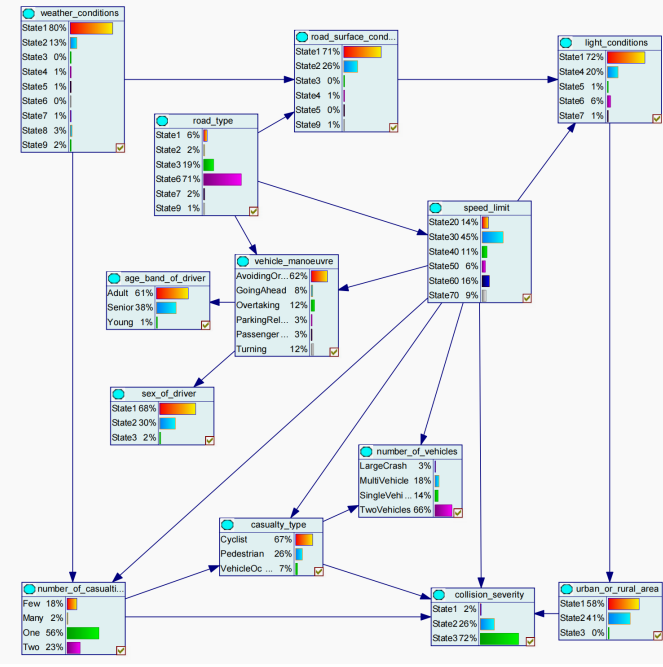 weather_conditions
State1 80%
State2 13%
State3 0%
State4 1%
State5 1%
State6 0%
State7 1%
State8 3%
State9 2%
road_surface_cond...
State1 71%
State2 26%
State3 0%
State4 1%
State5 0%
State9 1%
light_conditions
State1 72%
State4 20%
State5 1%
State6 6%
State7 1%
road_type
State1 6%
State2 2%
State3 19%
State6 71%
State7 2%
State9 1%
speed_limit
State20 14%
State30 45%
State40 11%
State50 6%
State60 16%
State70 9%
vehicle_manoeuvre
AvoidingOr... 62%
GoingAhead 8%
Overtaking 12%
ParkingRel... 3%
Passenger ... 3%
Turning 12%
age_band_of_driver
Adult 61%
Senior 38%
Young 1%
sex_of_driver
State1 68%
State2 30%
State3 2%
number_of_vehicles
LargeCrash 3%
MultiVehicle 18%
SingleVehi... 14%
TwoVehicles 66%
casualty_type
Cyclist 67%
Pedestrian 26%
VehicleOc ... 7%
number_of_casualti...
Few 18%
Many 2%
One 56%
Two 23%
collision_severity
State1 2%
State2 26%
State3 72%
urban_or_rural_area
State1 58%
State2 41%
State3 0%